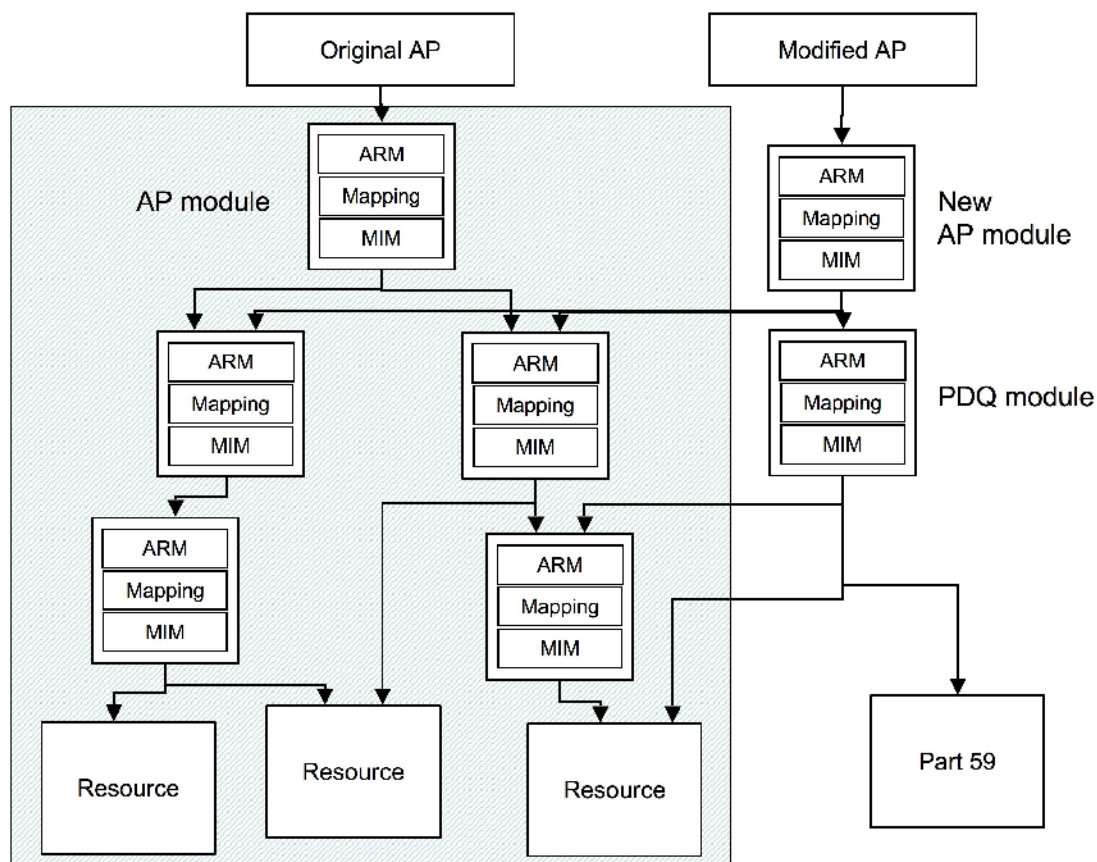 Original AP
Modified AP
AP module
ARM
Mapping
MIM
ARM
Mapping
MIM
New
AP module
ARM
Mapping
MIM
ARM
Mapping
MIM
ARM
Mapping
MIM
PDQ module
ARM
Mapping
MIM
ARM
Mapping
MIM
Resource
Resource
Resource
Part 59